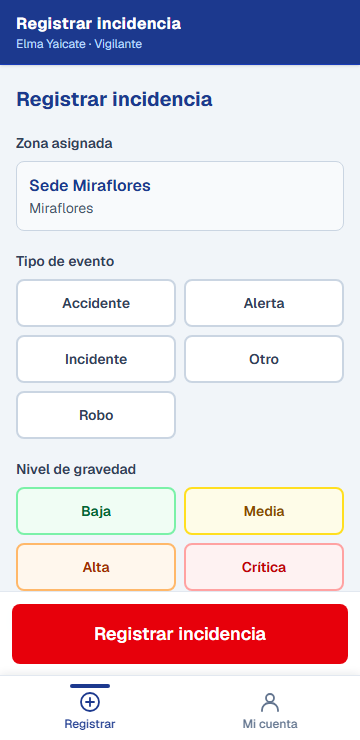 Registrar incidencia
Elma Yaicate · Vigilante
Registrar incidencia
Zona asignada
Sede Miraflores
Miraflores
Tipo de evento
Accidente
Alerta
Incidente
Otro
Robo
Nivel de gravedad
Baja
Media
Alta
Crítica
Registrar incidencia
Registrar
Mi cuenta